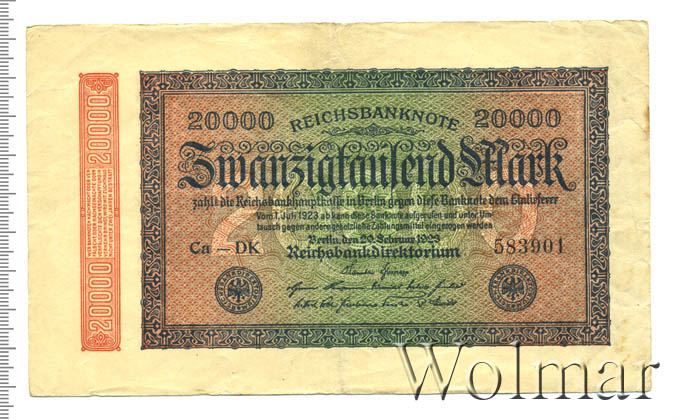 20000
REICHSBANKNOTE
20000
Zwanzigtausend Mark
zahlt die Reichsbankhauptkasse in Berlin gegen diese Banknote dem Einlieferer
Vom 1. Juli 1923 ab kann diese Banknote aufgerufen und unter Um-
tausch gegen andere gesetzliche Zahlungsmittel eingezogen werden
Berlin, den 20. Februar 1923
Ca – DK
Reichsbankdirektorium
583901
20000
20000
Wolmar